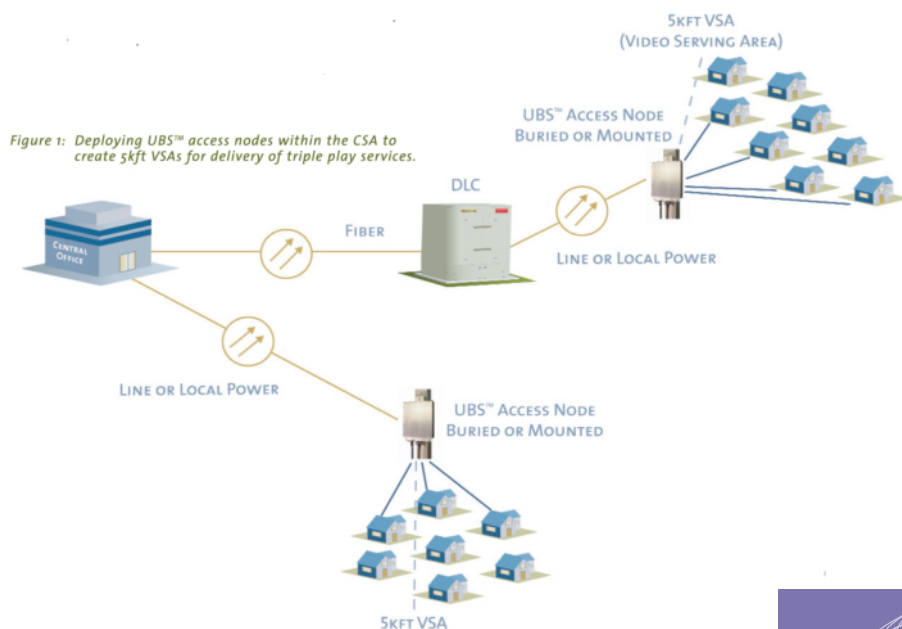 5KFT VSA
(VIDEO SERVING AREA)
UBS™ ACCESS NODE
BURIED OR MOUNTED
Figure 1: Deploying UBS™ access nodes within the CSA to
create 5kft VSAs for delivery of triple play services.
DLC
CENTRAL
OFFICE
FIBER
LINE OR LOCAL POWER
LINE OR LOCAL POWER
UBS™ ACCESS NODE
BURIED OR MOUNTED
5KFT VSA